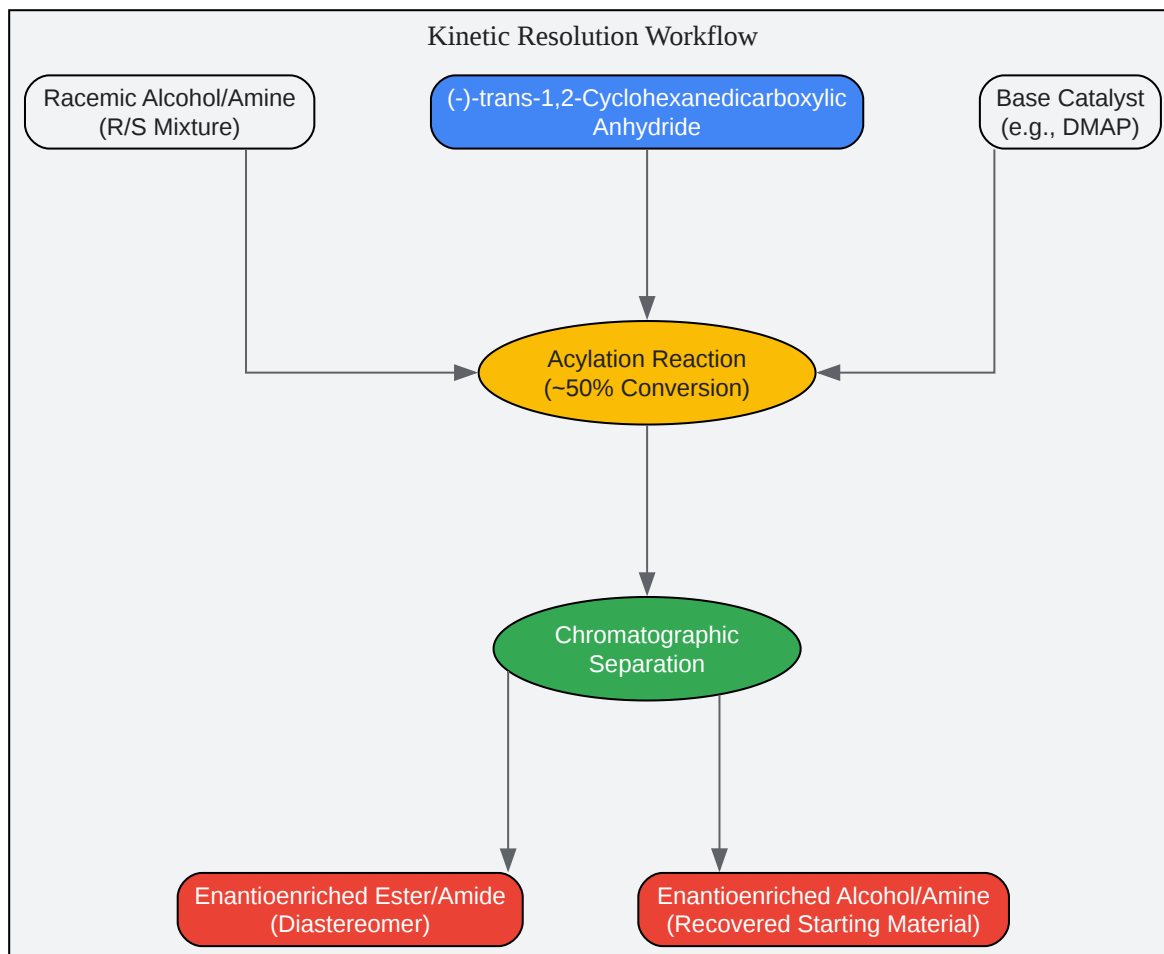 Kinetic Resolution Workflow
Racemic Alcohol/Amine
(R/S Mixture)
(-)-trans-1,2-Cyclohexanedicarboxylic
Anhydride
Base Catalyst
(e.g., DMAP)
Acylation Reaction
(~50% Conversion)
Chromatographic
Separation
Enantioenriched Ester/Amide
(Diastereomer)
Enantioenriched Alcohol/Amine
(Recovered Starting Material)